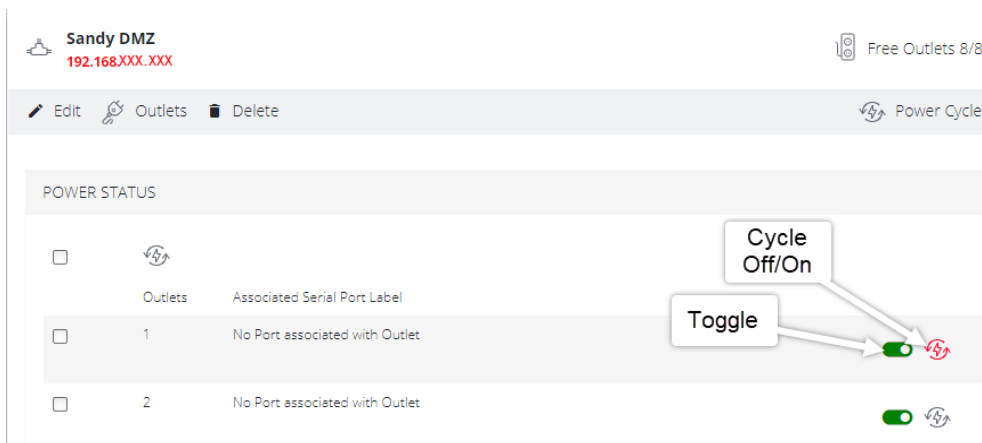 Sandy DMZ
192.168.XXX.XXX
Free Outlets 8/8
Edit Outlets Delete
Power Cycle
POWER STATUS
Cycle
Off/On
Outlets Associated Serial Port Label
Toggle
1 No Port associated with Outlet
2 No Port associated with Outlet